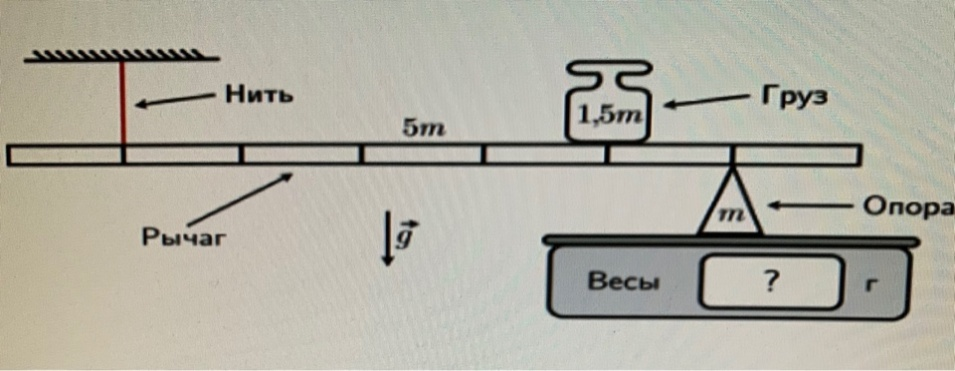 Нить
Груз
1,5m
5m
Рычаг
g
m
Опора
Весы ? г